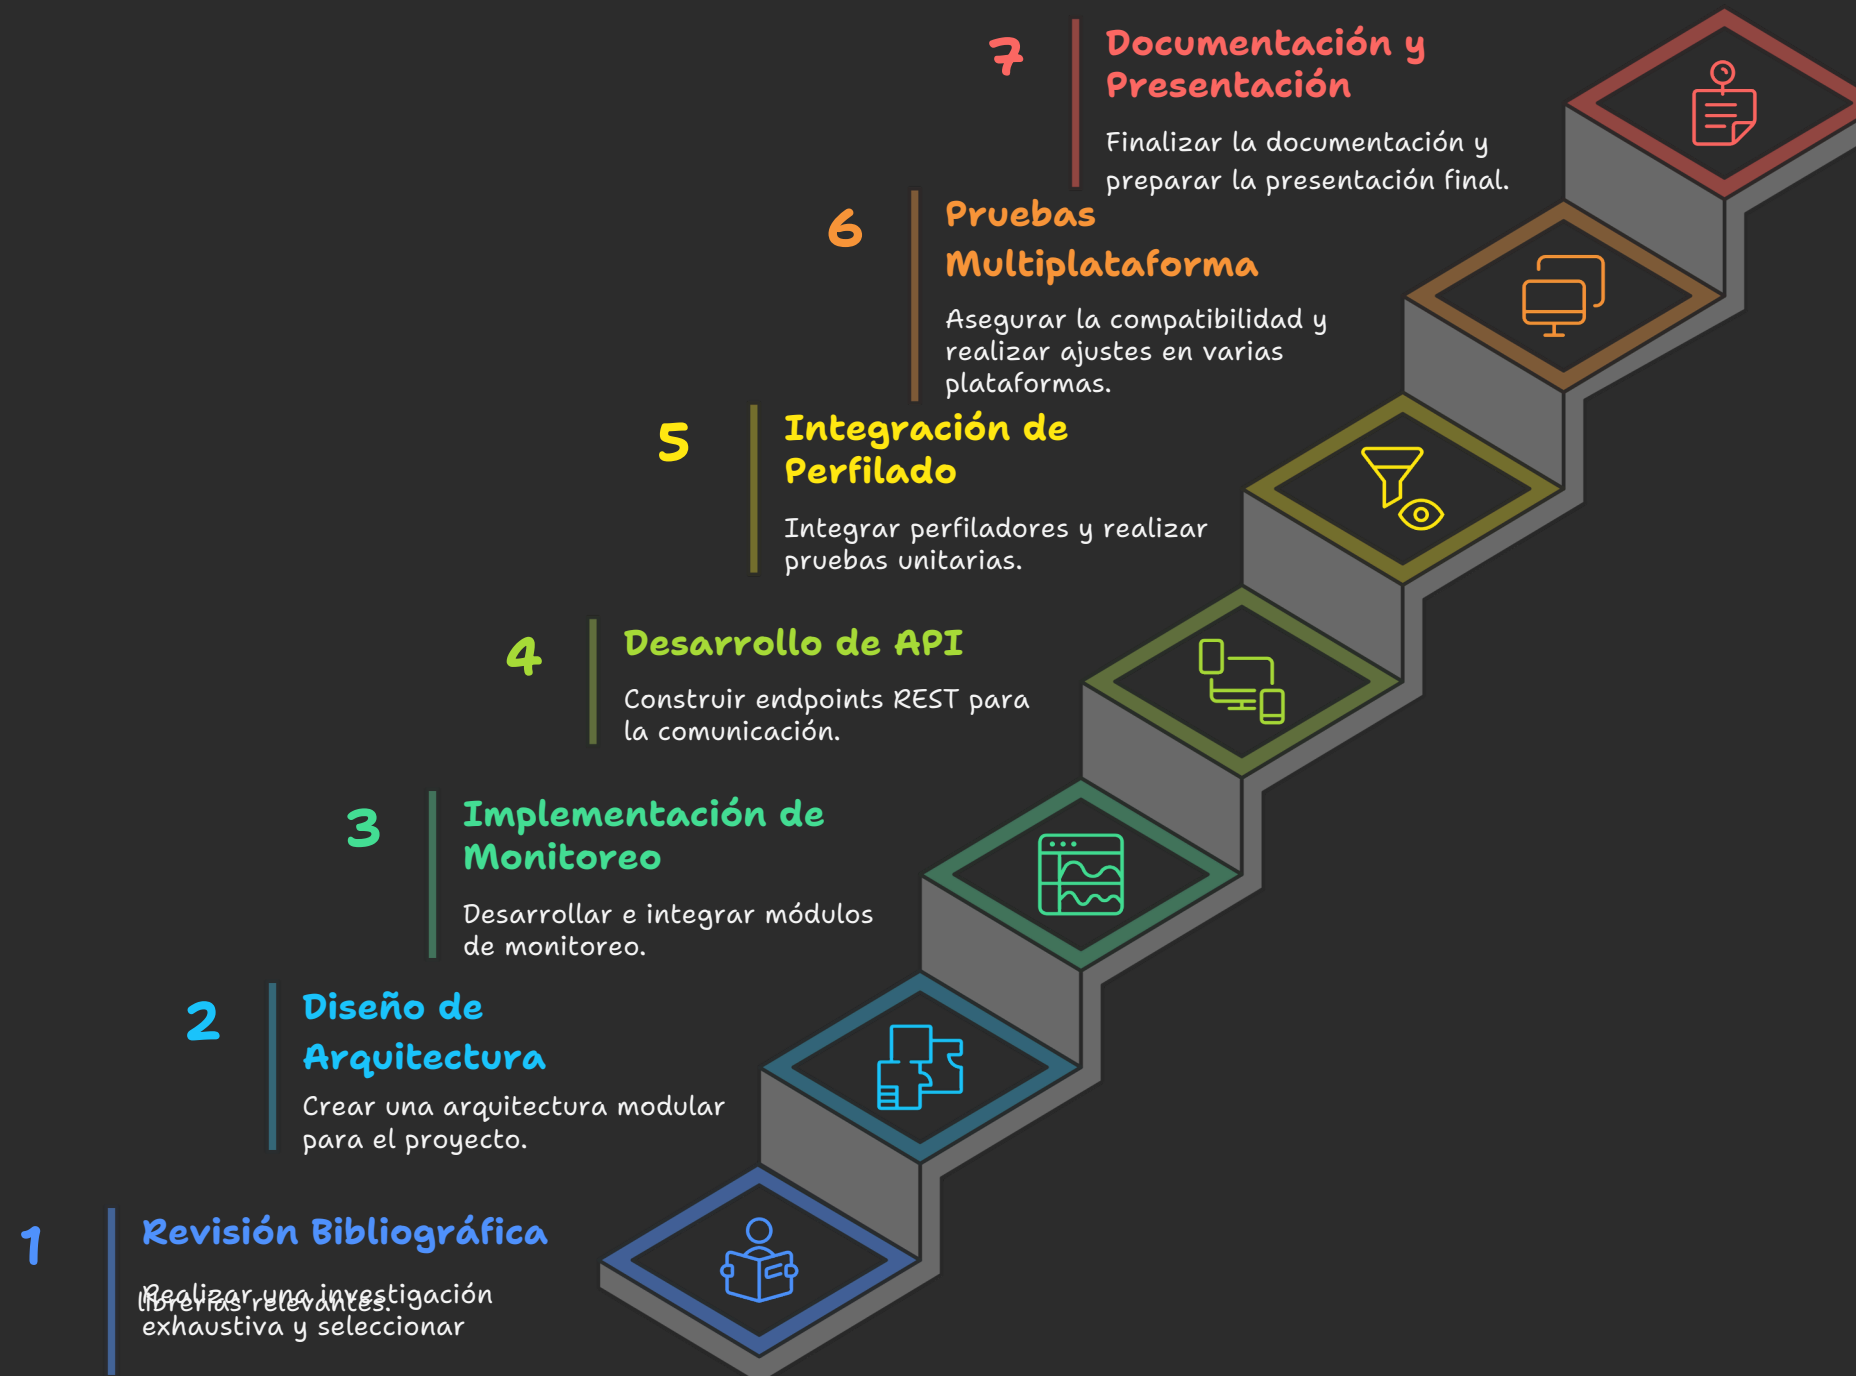 7
Documentación y
Presentación
Finalizar la documentación y
preparar la presentación final.
6
Pruebas
Multiplataforma
Asegurar la compatibilidad y
realizar ajustes en varias
plataformas.
5
Integración de
Perfilado
Integrar perfiladores y realizar
pruebas unitarias.
4
Desarrollo de API
Construir endpoints REST para
la comunicación.
3
Implementación de
Monitoreo
Desarrollar e integrar módulos
de monitoreo.
2
Diseño de
Arquitectura
Crear una arquitectura modular
para el proyecto.
1
Revisión Bibliográfica
Realizar una investigación
exhaustiva y seleccionar
librerías relevantes.